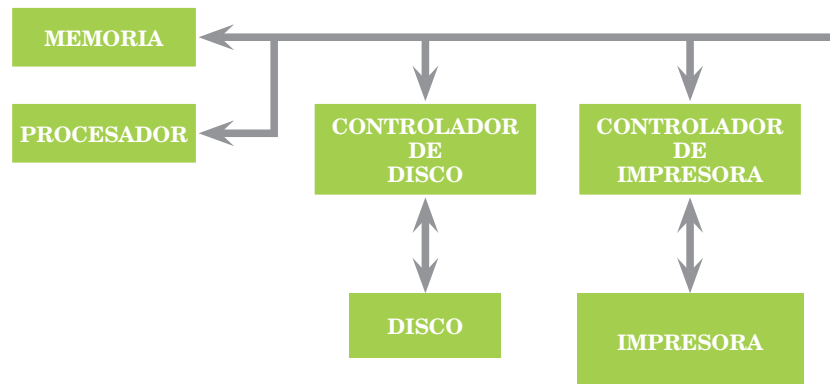 MEMORIA
PROCESADOR
CONTROLADOR
DE
DISCO
CONTROLADOR
DE
IMPRESORA
DISCO
IMPRESORA